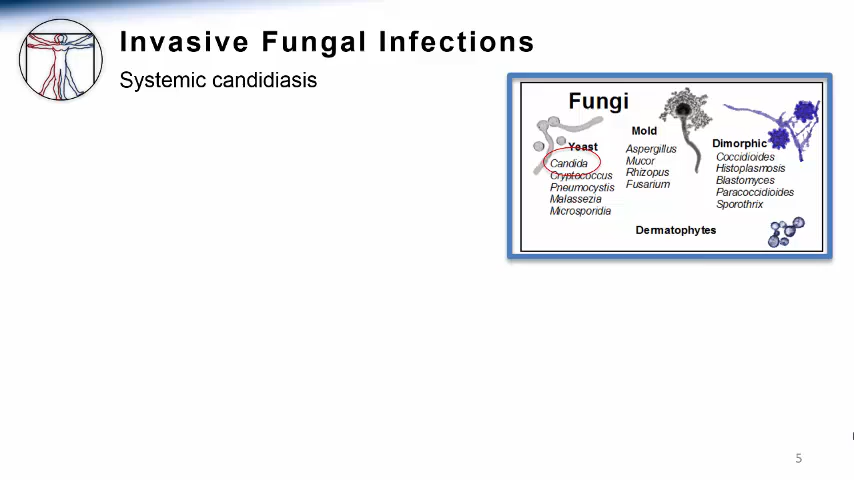 Invasive Fungal Infections
Systemic candidiasis
Fungi
Yeast
Candida
Cryptococcus
Pneumocystis
Malassezia
Microsporidia
Mold
Aspergillus
Mucor
Rhizopus
Fusarium
Dimorphic
Coccidioides
Histoplasmosis
Blastomyces
Paracoccidioides
Sporothrix
Dermatophytes
5